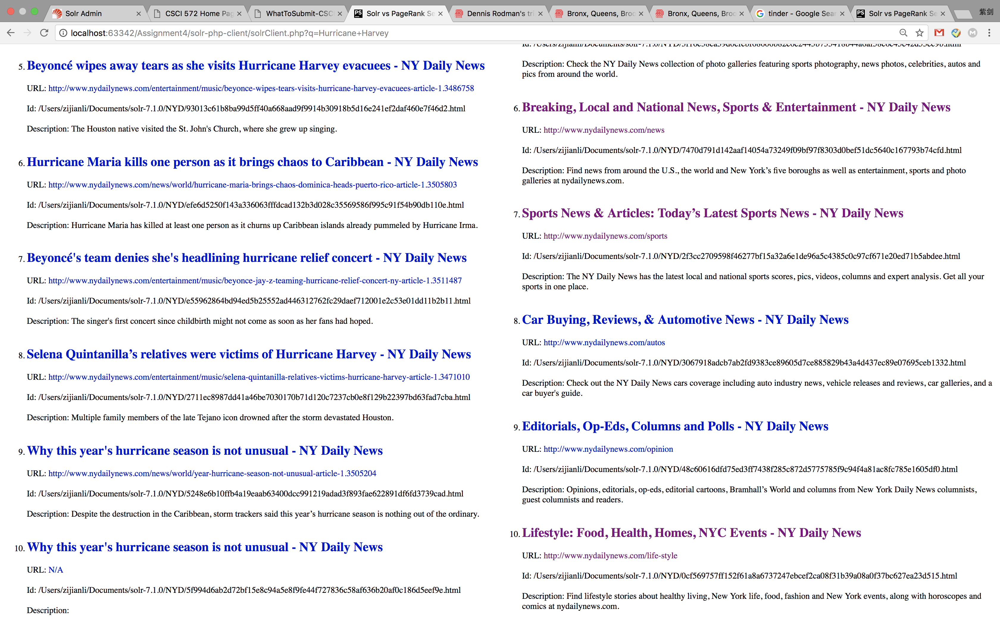 Solr Admin
CSCI 572 Home Pag
WhatToSubmit-CSC
Solr vs PageRank Se
Dennis Rodman's tri
Bronx, Queens, Broo
Bronx, Queens, Broo
tinder - Google Sear
Solr vs PageRank Se
紫剑
localhost:63342/Assignment4/solr-php-client/solrClient.php?q=Hurricane+Harvey
5. Beyoncé wipes away tears as she visits Hurricane Harvey evacuees - NY Daily News
URL: http://www.nydailynews.com/entertainment/music/beyonce-wipes-tears-visits-hurricane-harvey-evacuees-article-1.3486758
Id: /Users/zijianli/Documents/solr-7.1.0/NYD/93013c61b8ba99d5ff40a668aad9f9914b30918b5d16e241ef2daf460e7f46d2.html
Description: The Houston native visited the St. John's Church, where she grew up singing.
6. Hurricane Maria kills one person as it brings chaos to Caribbean - NY Daily News
URL: http://www.nydailynews.com/news/world/hurricane-maria-brings-chaos-dominica-heads-puerto-rico-article-1.3505803
Id: /Users/zijianli/Documents/solr-7.1.0/NYD/efe6d5250f143a336063fffdcad132b3d028c35569586f995c91f54b90db110e.html
Description: Hurricane Maria has killed at least one person as it churns up Caribbean islands already pummeled by Hurricane Irma.
7. Beyoncé's team denies she's headlining hurricane relief concert - NY Daily News
URL: http://www.nydailynews.com/entertainment/music/beyonce-jay-z-teaming-hurricane-relief-concert-ny-article-1.3511487
Id: /Users/zijianli/Documents/solr-7.1.0/NYD/e55962864bd94ed5b25552ad446312762fc29daef712001e2c53e01dd11b2b11.html
Description: The singer's first concert since childbirth might not come as soon as her fans had hoped.
8. Selena Quintanilla’s relatives were victims of Hurricane Harvey - NY Daily News
URL: http://www.nydailynews.com/entertainment/music/selena-quintanilla-relatives-victims-hurricane-harvey-article-1.3471010
Id: /Users/zijianli/Documents/solr-7.1.0/NYD/2711ec8987dd41a46be7030170b71d120c7237cb0e8f129b22397bd63fad7cba.html
Description: Multiple family members of the late Tejano icon drowned after the storm devastated Houston.
9. Why this year's hurricane season is not unusual - NY Daily News
URL: http://www.nydailynews.com/news/world/year-hurricane-season-not-unusual-article-1.3505204
Id: /Users/zijianli/Documents/solr-7.1.0/NYD/5248e6b10ffb4a19eaab63400dcc991219adad3f893fae622891df6fd3739cad.html
Description: Despite the destruction in the Caribbean, storm trackers said this year’s hurricane season is nothing out of the ordinary.
10. Why this year's hurricane season is not unusual - NY Daily News
URL: N/A
Id: /Users/zijianli/Documents/solr-7.1.0/NYD/5f994d6ab2d72bf15e8c94a5e8f9fe44f727836c58af636b20af0c186d5eef9e.html
Description:
Description: Check the NY Daily News collection of photo galleries featuring sports photography, news photos, celebrities, autos and
pics from around the world.
6. Breaking, Local and National News, Sports & Entertainment - NY Daily News
URL: http://www.nydailynews.com/news
Id: /Users/zijianli/Documents/solr-7.1.0/NYD/7470d791d142aaf14054a73249f09bf97f8303d0bef51dc5640c167793b74cfd.html
Description: Find news from around the U.S., the world and New York’s five boroughs as well as entertainment, sports and photo
galleries at nydailynews.com.
7. Sports News & Articles: Today’s Latest Sports News - NY Daily News
URL: http://www.nydailynews.com/sports
Id: /Users/zijianli/Documents/solr-7.1.0/NYD/2f3cc2709598f46277bf15a32a6e1de96a5c4385c0c97cf671e20ed71b5abdee.html
Description: The NY Daily News has the latest local and national sports scores, pics, videos, columns and expert analysis. Get all your
sports in one place.
8. Car Buying, Reviews, & Automotive News - NY Daily News
URL: http://www.nydailynews.com/autos
Id: /Users/zijianli/Documents/solr-7.1.0/NYD/3067918adcb7ab2fd9383ce89605d7ce885829b43a4d437ec89e07695ceb1332.html
Description: Check out the NY Daily News cars coverage including auto industry news, vehicle releases and reviews, car galleries, and a
car buyer's guide.
9. Editorials, Op-Eds, Columns and Polls - NY Daily News
URL: http://www.nydailynews.com/opinion
Id: /Users/zijianli/Documents/solr-7.1.0/NYD/48c60616dfd75ed3ff7438f285c872d5775785f9c94f4a81ac8fc785e1605df0.html
Description: Opinions, editorials, op-eds, editorial cartoons, Bramhall’s World and columns from New York Daily News columnists,
guest columnists and readers.
10. Lifestyle: Food, Health, Homes, NYC Events - NY Daily News
URL: http://www.nydailynews.com/life-style
Id: /Users/zijianli/Documents/solr-7.1.0/NYD/0cf569757ff152f61a8a6737247ebcef2ca08f31b39a08a0f37bc627ea23d515.html
Description: Find lifestyle stories about healthy living, New York life, food, fashion and New York events, along with horoscopes and
comics at nydailynews.com.